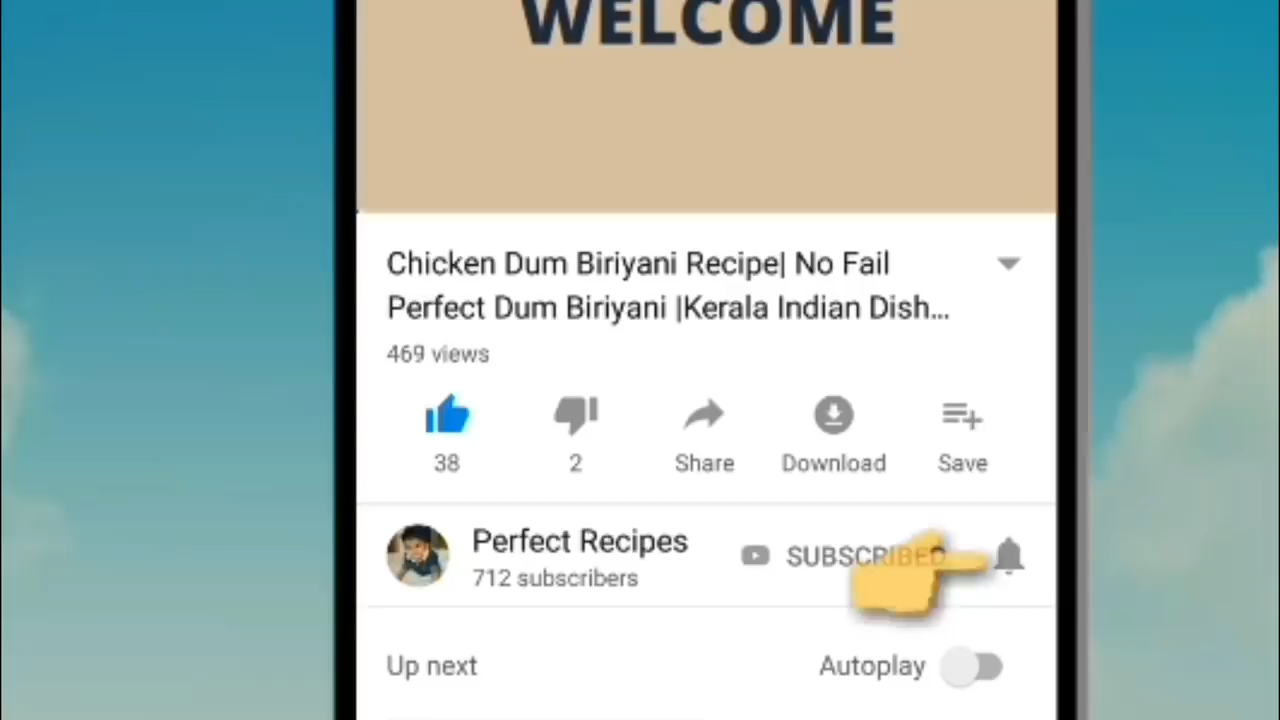 WELCOME
Chicken Dum Biriyani Recipe| No Fail
Perfect Dum Biriyani |Kerala Indian Dish...
469 views
38
2
Share
Download
Save
Perfect Recipes
SUBSCRIBED
712 subscribers
Up next
Autoplay